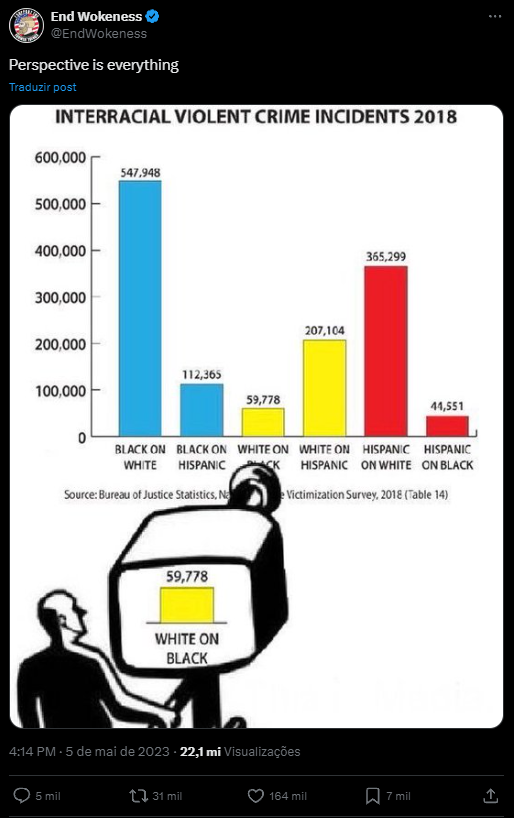 End Wokeness
@EndWokeness
Perspective is everything
Traduzir post
INTERRACIAL VIOLENT CRIME INCIDENTS 2018
600,000
500,000
400,000
300,000
200,000
100,000
0
547,948
112,365
59,778
207,104
365,299
44,551
BLACK ON WHITE
BLACK ON HISPANIC
WHITE ON BLACK
WHITE ON HISPANIC
HISPANIC ON WHITE
HISPANIC ON BLACK
Source: Bureau of Justice Statistics, Victimization Survey, 2018 (Table 14)
59,778
WHITE ON
BLACK
4:14 PM · 5 de mai de 2023 · 22,1 mi Visualizações
5 mil 31 mil 164 mil 7 mil